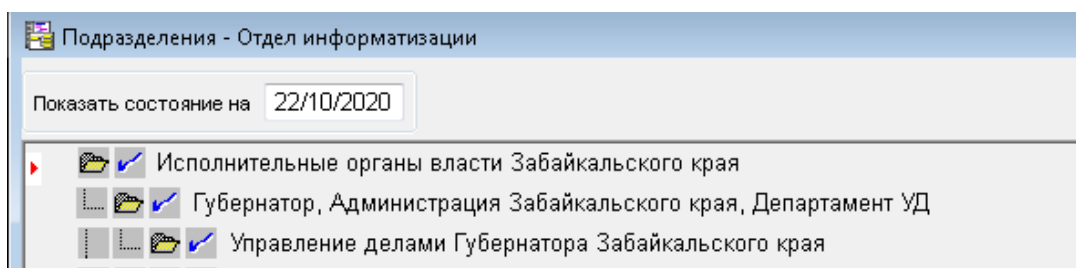 Подразделения - Отдел информатизации
Показать состояние на 22/10/2020
Исполнительные органы власти Забайкальского края
Губернатор, Администрация Забайкальского края, Департамент УД
Управление делами Губернатора Забайкальского края